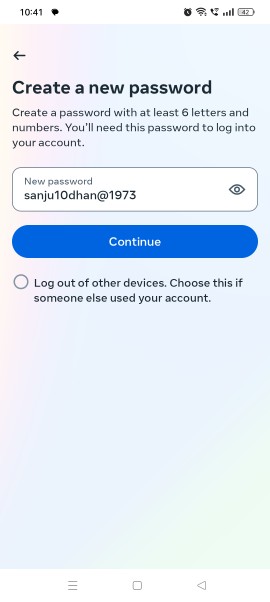 10:41
42
Create a new password
Create a password with at least 6 letters and
numbers. You'll need this password to log into
your account.
New password
sanju10dhan@1973
Continue
Log out of other devices. Choose this if
someone else used your account.